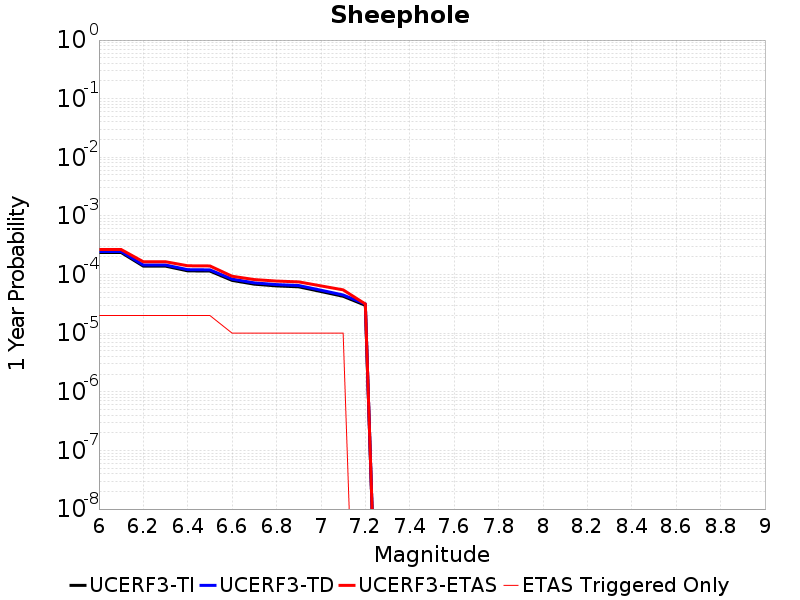 Sheephole
10^0
10^-1
10^-2
10^-3
10^-4
10^-5
10^-6
10^-7
10^-8
1 Year Probability
6 6.2 6.4 6.6 6.8 7 7.2 7.4 7.6 7.8 8 8.2 8.4 8.6 8.8 9
Magnitude
UCERF3-TI UCERF3-TD UCERF3-ETAS ETAS Triggered Only